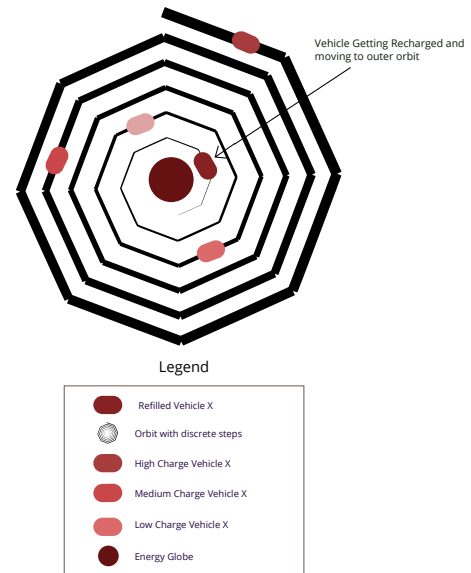 Vehicle Getting Recharged and
moving to outer orbit
Legend
Refilled Vehicle X
Orbit with discrete steps
High Charge Vehicle X
Medium Charge Vehicle X
Low Charge Vehicle X
Energy Globe